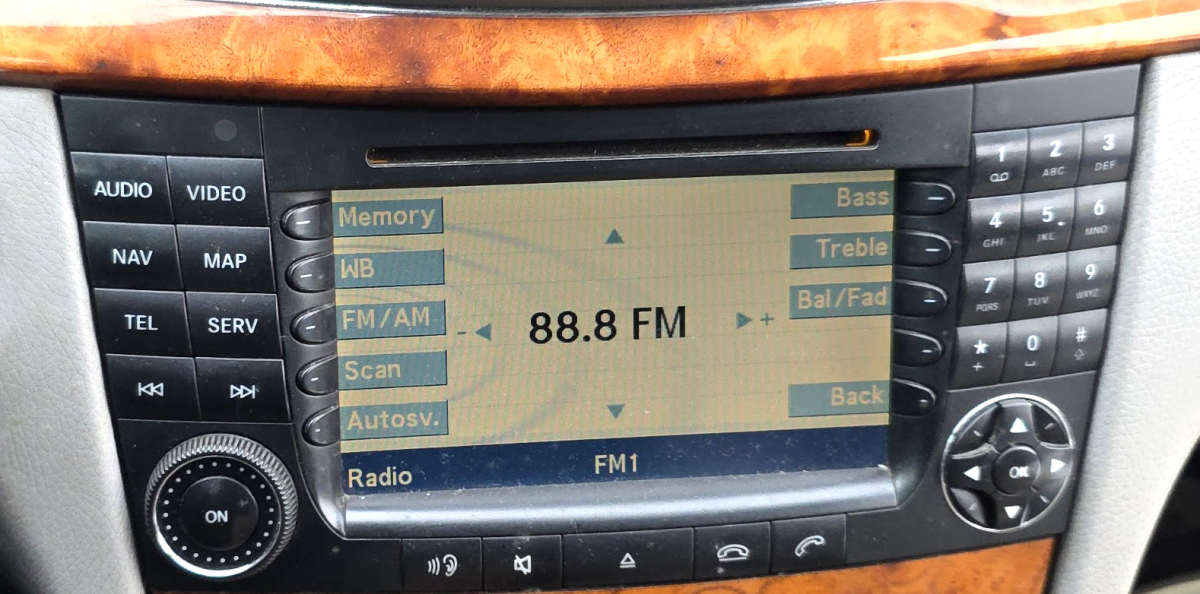 AUDIO
VIDEO
NAV
MAP
TEL
SERV
ON
Memory
WB
FM/AM
Scan
Autosv.
- 88.8 FM +
Bass
Treble
Bal/Fad
Back
Radio
FM1
1
2
ABC
3
DEF
4
GHI
5
JKL
6
MNO
7
PQRS
8
TUV
9
WXYZ
*
+
0
#
OK